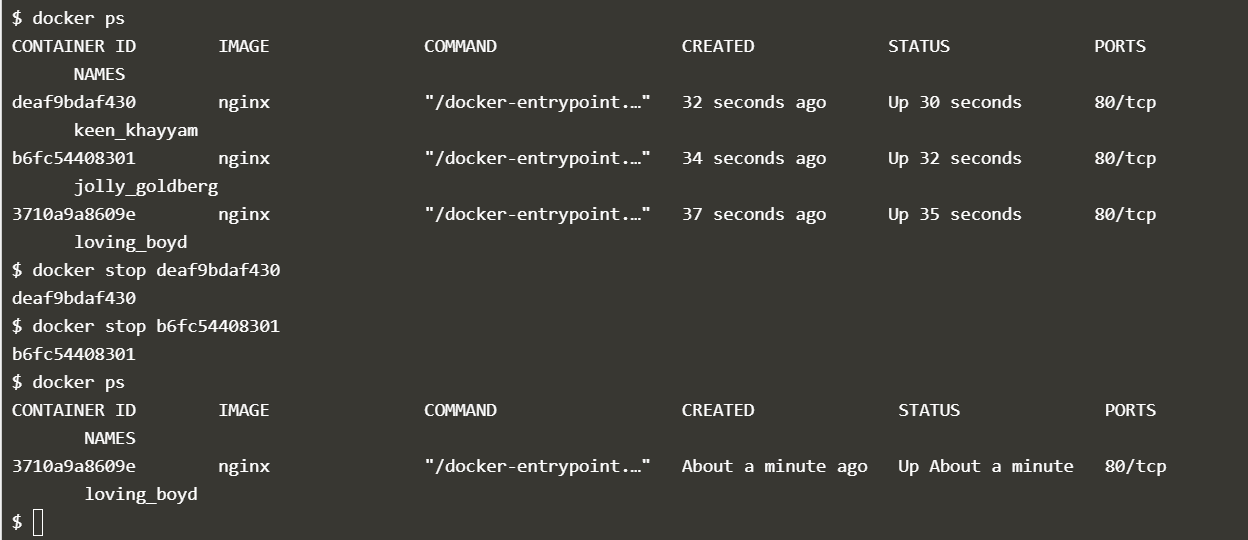 $ docker ps
CONTAINER ID        IMAGE               COMMAND                  CREATED             STATUS              PORTS
      NAMES
deaf9bdaf430        nginx               "/docker-entrypoint.…"   32 seconds ago      Up 30 seconds       80/tcp
      keen_khayyam
b6fc54408301        nginx               "/docker-entrypoint.…"   34 seconds ago      Up 32 seconds       80/tcp
      jolly_goldberg
3710a9a8609e        nginx               "/docker-entrypoint.…"   37 seconds ago      Up 35 seconds       80/tcp
      loving_boyd
$ docker stop deaf9bdaf430
deaf9bdaf430
$ docker stop b6fc54408301
b6fc54408301
$ docker ps
CONTAINER ID        IMAGE               COMMAND                  CREATED              STATUS              PORTS
       NAMES
3710a9a8609e        nginx               "/docker-entrypoint.…"   About a minute ago   Up About a minute   80/tcp
       loving_boyd
$